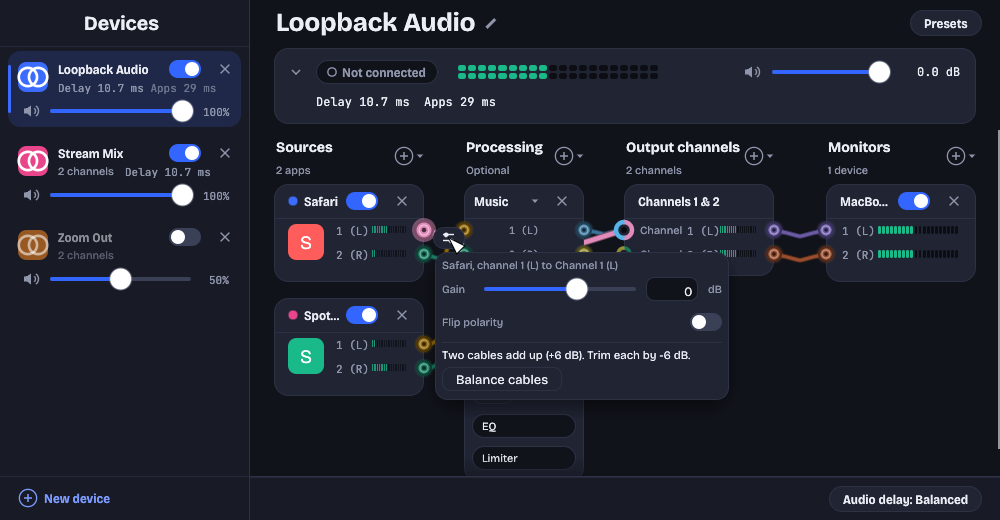 Devices
Loopback Audio
Delay 10.7 ms Apps 29 ms
100%
Stream Mix
2 channels Delay 10.7 ms
100%
Zoom Out
2 channels
50%
New device
Loopback Audio
Presets
Not connected
0.0 dB
Delay 10.7 ms Apps 29 ms
Sources
2 apps
Processing
Optional
Output channels
2 channels
Monitors
1 device
Safari
S
1 (L)
2 (R)
Music
1 (L)
Channels 1 & 2
Channel 1 (L)
MacBo...
1 (L)
2 (R)
Spot...
S
1 (L)
2 (R)
Safari, channel 1 (L) to Channel 1 (L)
Gain 0 dB
Flip polarity
Two cables add up (+6 dB). Trim each by -6 dB.
Balance cables
EQ
Limiter
Audio delay: Balanced